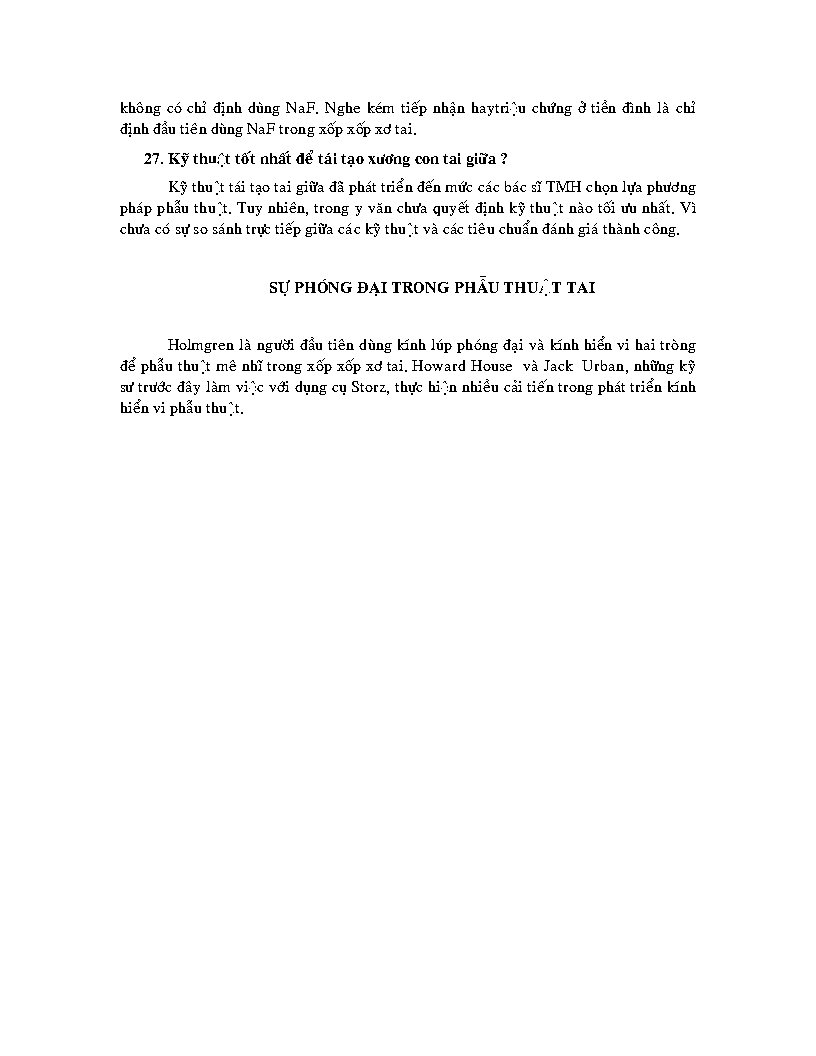 không có chỉ định dùng NaF. Nghe kém tiếp nhận haytriệu chứng ở tiền đình là chỉ
định đầu tiên dùng NaF trong xốp xốp xơ tai.
27. Kỹ thuật tốt nhất để tái tạo xương con tai giữa ?
Kỹ thuật tái tạo tai giữa đã phát triển đến mức các bác sĩ TMH chọn lựa phương
pháp phẫu thuật. Tuy nhiên, trong y văn chưa quyết định kỹ thuật nào tối ưu nhất. Vì
chưa có sự so sánh trực tiếp giữa các kỹ thuật và các tiêu chuẩn đánh giá thành công.
SỰ PHÓNG ĐẠI TRONG PHẪU THUẬT TAI
Holmgren là người đầu tiên dùng kính lúp phóng đại và kính hiển vi hai tròng
để phẫu thuật mê nhĩ trong xốp xốp xơ tai. Howard House và Jack Urban, những kỹ
sư trước đây làm việc với dụng cụ Storz, thực hiện nhiều cải tiến trong phát triển kính
hiển vi phẫu thuật.